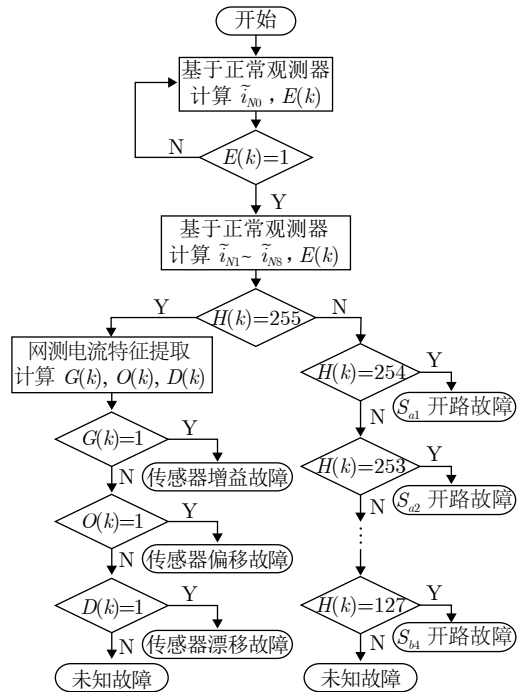 开始
基于正常观测器
计算 ĩN0 , E(k)
N
E(k)=1
Y
基于正常观测器
计算 ĩN1~ ĩN8, E(k)
Y
H(k)=255
N
网测电流特征提取
计算 G(k), O(k), D(k)
H(k)=254
Y
N
Sa1 开路故障
G(k)=1
Y
N
传感器增益故障
H(k)=253
Y
N
Sa2 开路故障
O(k)=1
Y
N
传感器偏移故障
⋮
D(k)=1
Y
N
传感器漂移故障
H(k)=127
Y
N
Sb4 开路故障
未知故障
未知故障